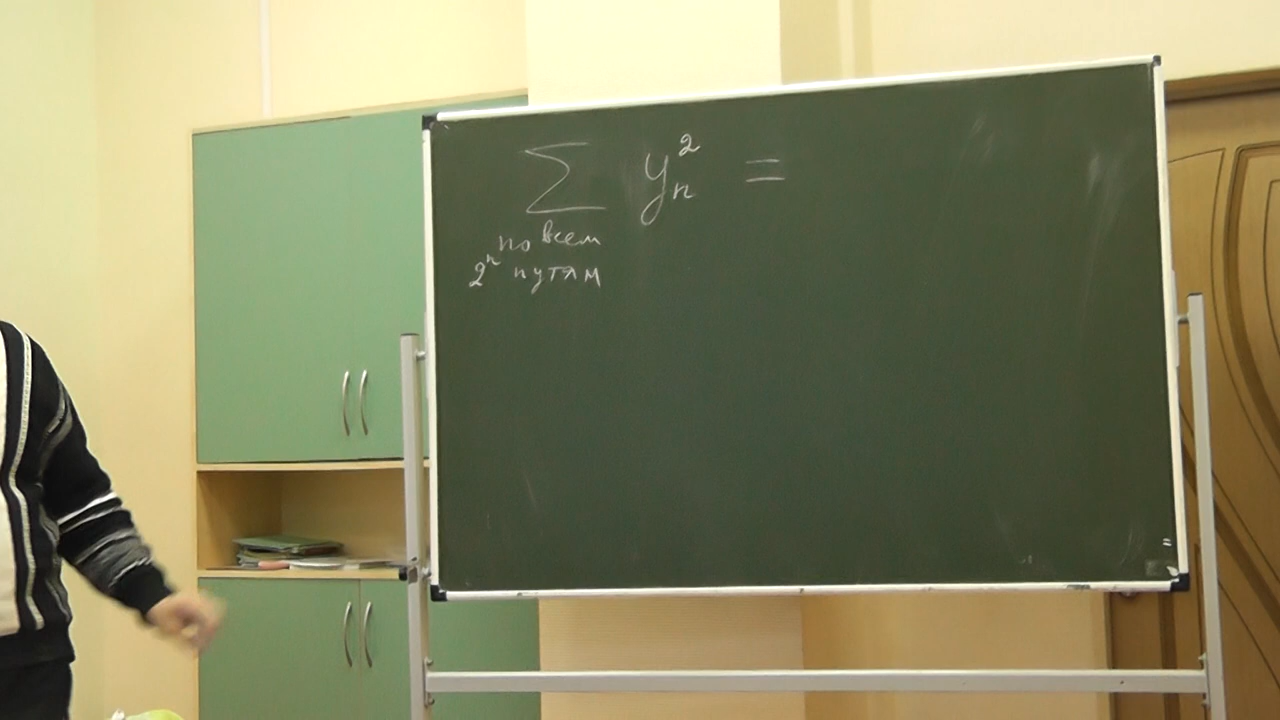 ∑ y_n^2 =
по всем
2^n путям
=